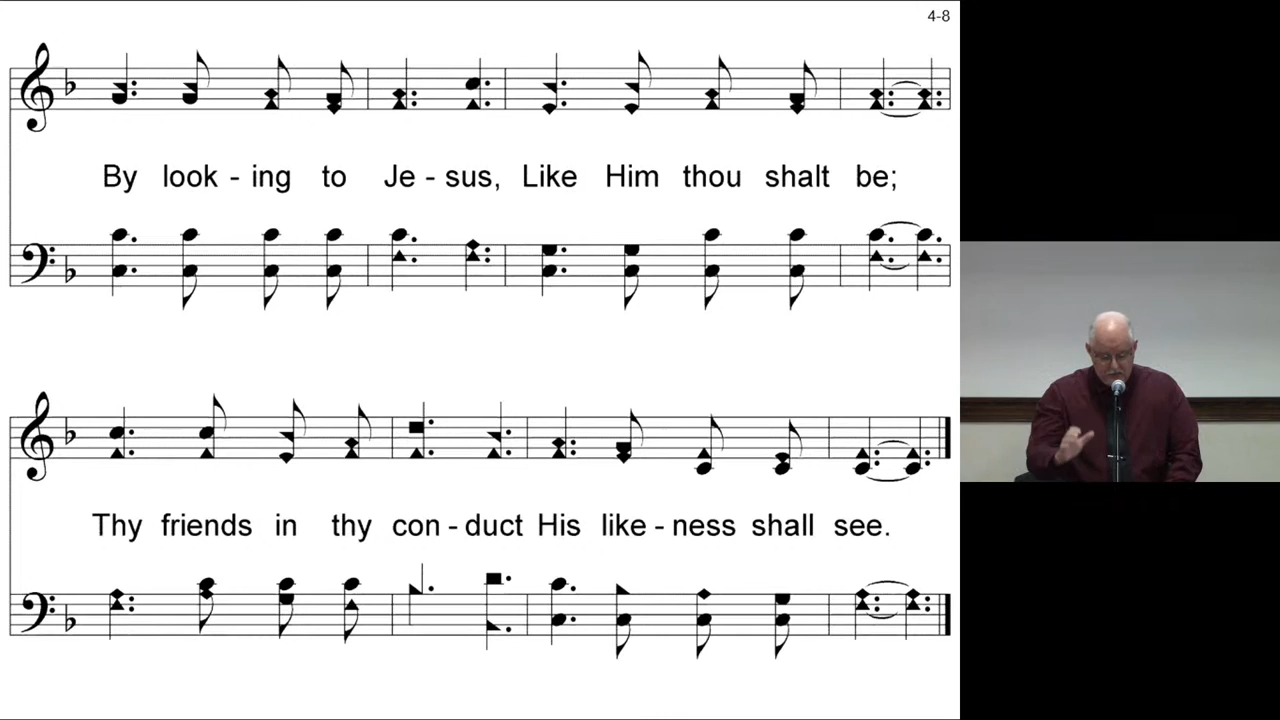 4-8
By look - ing to Je - sus, Like Him thou shalt be;
Thy friends in thy con - duct His like - ness shall see.